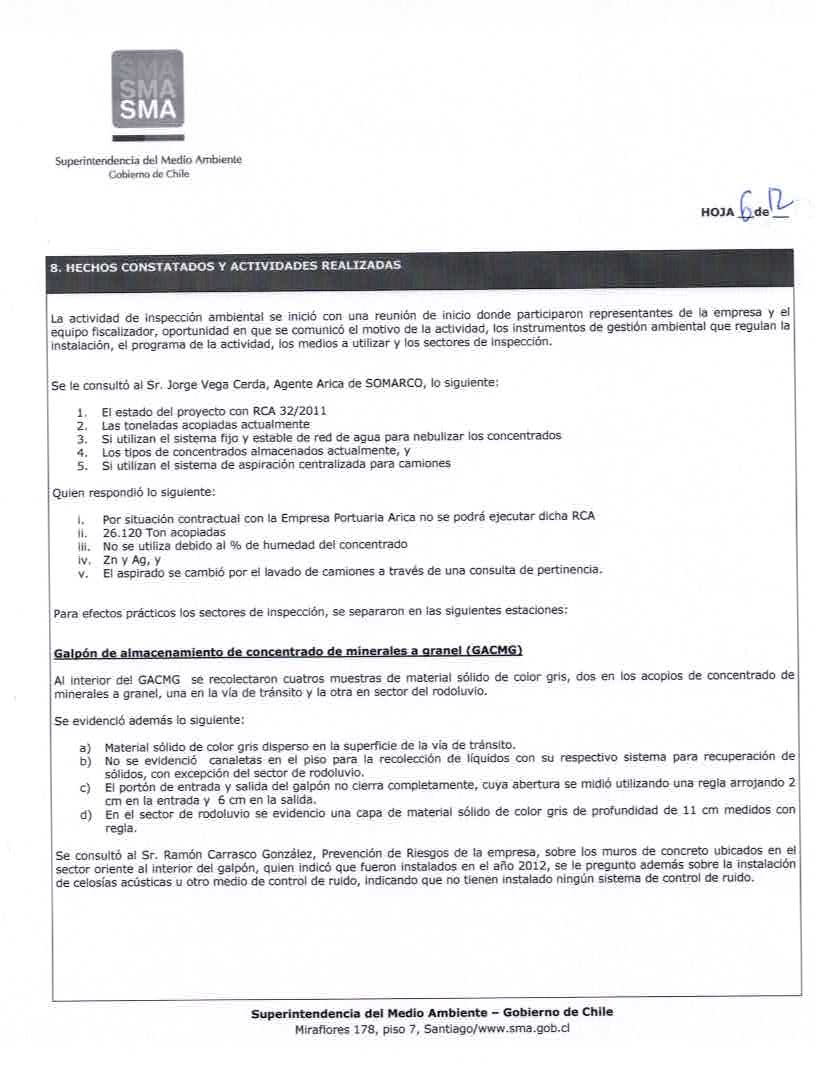 SMA
SMA
SMA
Superintendencia del Medio Ambiente
Gobierno de Chile
HOJA 6 de 12
8. HECHOS CONSTATADOS Y ACTIVIDADES REALIZADAS
La actividad de inspección ambiental se inició con una reunión de inicio donde participaron representantes de la empresa y el
equipo fiscalizador, oportunidad en que se comunicó el motivo de la actividad, los instrumentos de gestión ambiental que regulan la
instalación, el programa de la actividad, los medios a utilizar y los sectores de inspección.
Se le consultó al Sr. Jorge Vega Cerda, Agente Arica de SOMARCO, lo siguiente:
1. El estado del proyecto con RCA 32/2011
2. Las toneladas acopiadas actualmente
3. Si utilizan el sistema fijo y estable de red de agua para nebulizar los concentrados
4. Los tipos de concentrados almacenados actualmente, y
5. Si utilizan el sistema de aspiración centralizada para camiones
Quien respondió lo siguiente:
i. Por situación contractual con la Empresa Portuaria Arica no se podrá ejecutar dicha RCA
ii. 26.120 Ton acopiadas
iii. No se utiliza debido al % de humedad del concentrado
iv. Zn y Ag, y
v. El aspirado se cambió por el lavado de camiones a través de una consulta de pertinencia.
Para efectos prácticos los sectores de inspección, se separaron en las siguientes estaciones:
Galpón de almacenamiento de concentrado de minerales a granel (GACMG)
Al interior del GACMG se recolectaron cuatros muestras de material sólido de color gris, dos en los acopios de concentrado de
minerales a granel, una en la vía de tránsito y la otra en sector del rodoluvio.
Se evidenció además lo siguiente:
a) Material sólido de color gris disperso en la superficie de la vía de tránsito.
b) No se evidenció canaletas en el piso para la recolección de líquidos con su respectivo sistema para recuperación de
sólidos, con excepción del sector de rodoluvio.
c) El portón de entrada y salida del galpón no cierra completamente, cuya abertura se midió utilizando una regla arrojando 2
cm en la entrada y 6 cm en la salida.
d) En el sector de rodoluvio se evidencio una capa de material sólido de color gris de profundidad de 11 cm medidos con
regla.
Se consultó al Sr. Ramón Carrasco González, Prevención de Riesgos de la empresa, sobre los muros de concreto ubicados en el
sector oriente al interior del galpón, quien indicó que fueron instalados en el año 2012, se le pregunto además sobre la instalación
de celosías acústicas u otro medio de control de ruido, indicando que no tienen instalado ningún sistema de control de ruido.
Superintendencia del Medio Ambiente – Gobierno de Chile
Miraflores 178, piso 7, Santiago/www.sma.gob.cl